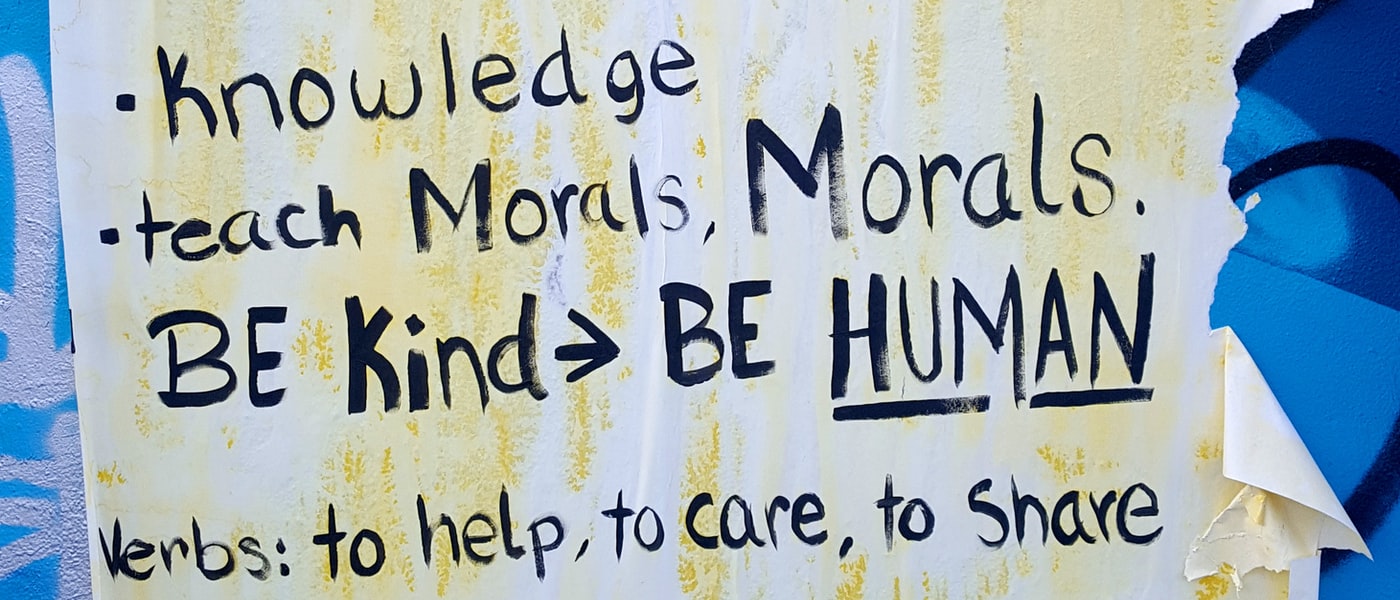 · Knowledge
· teach Morals, Morals.
BE Kind → BE HUMAN
Verbs: to help, to care, to Share